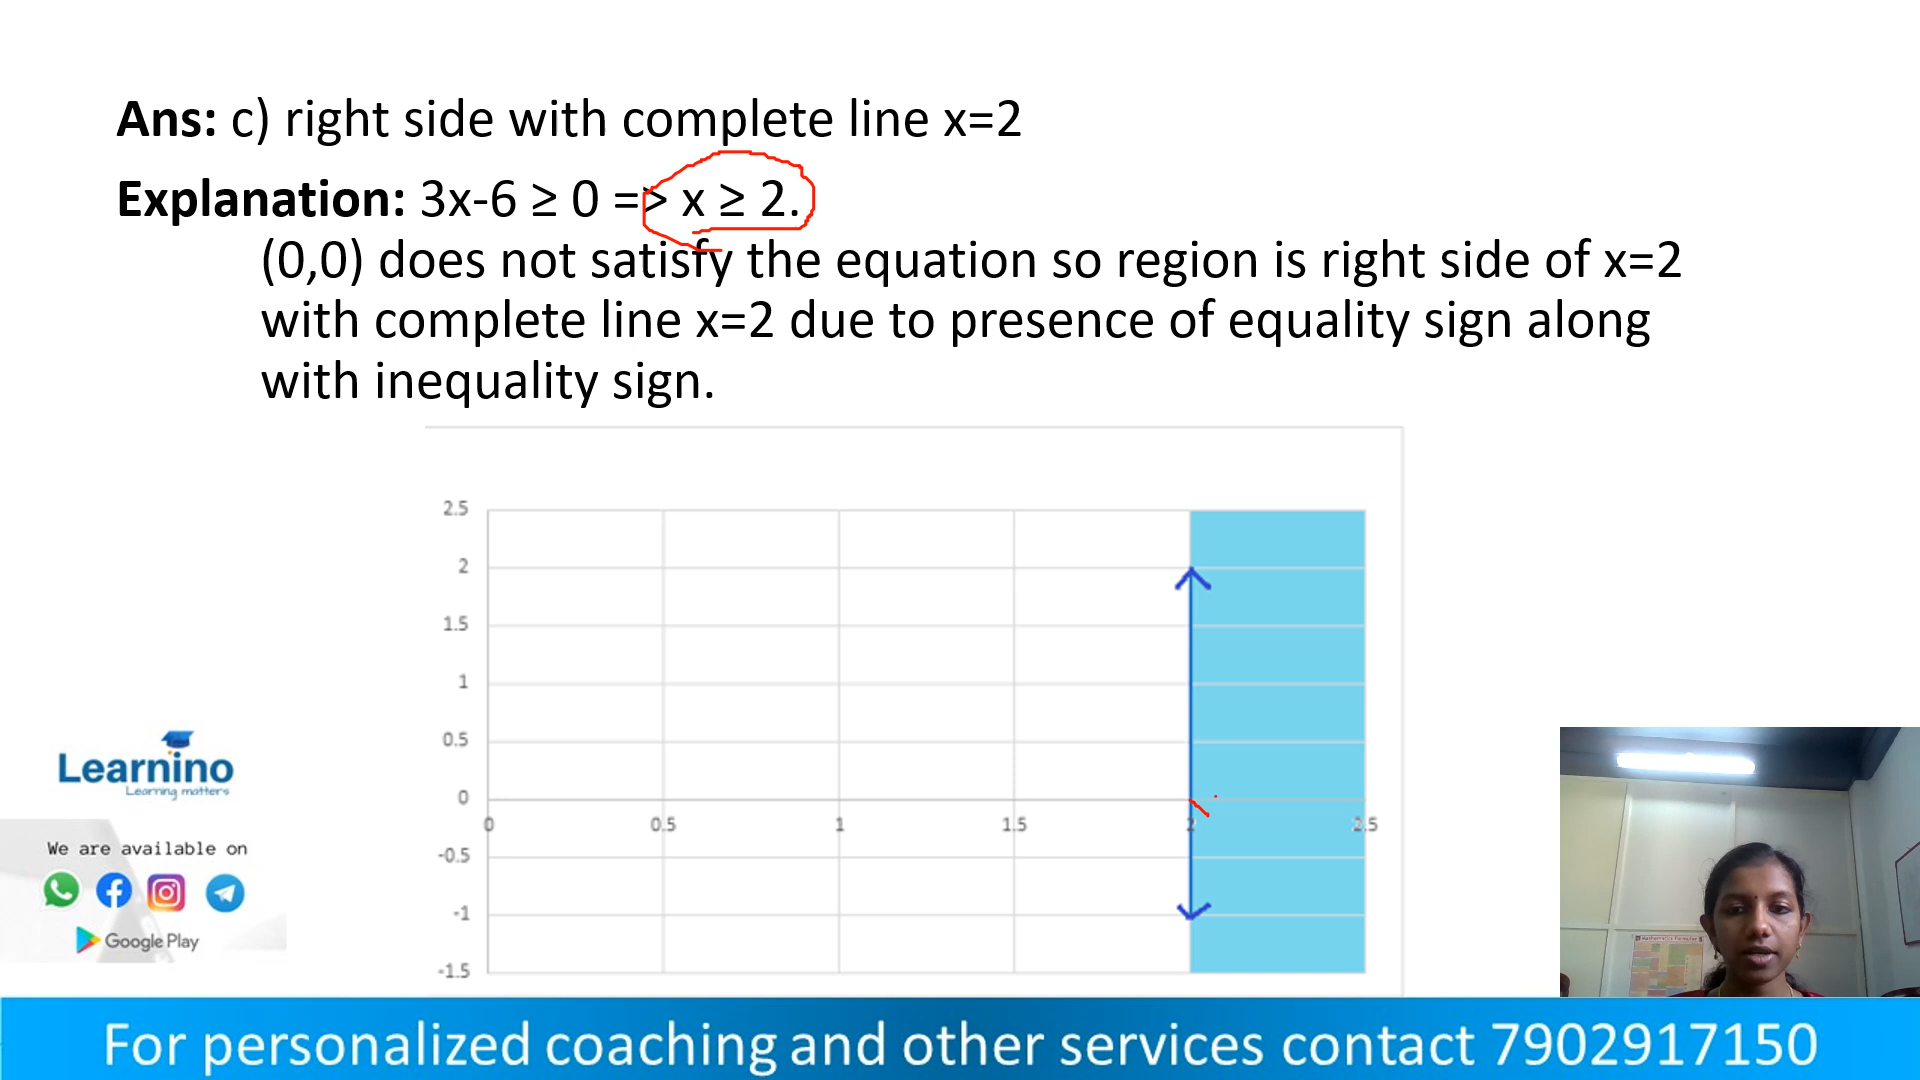 Ans: c) right side with complete line x=2
Explanation: 3x-6 ≥ 0 => x ≥ 2.
(0,0) does not satisfy the equation so region is right side of x=2
with complete line x=2 due to presence of equality sign along
with inequality sign.
2.5
2
1.5
1
0.5
0
0 0.5 1 1.5 2 2.5
-0.5
-1
-1.5
Learnino
Learning matters
We are available on
Google Play
For personalized coaching and other services contact 7902917150